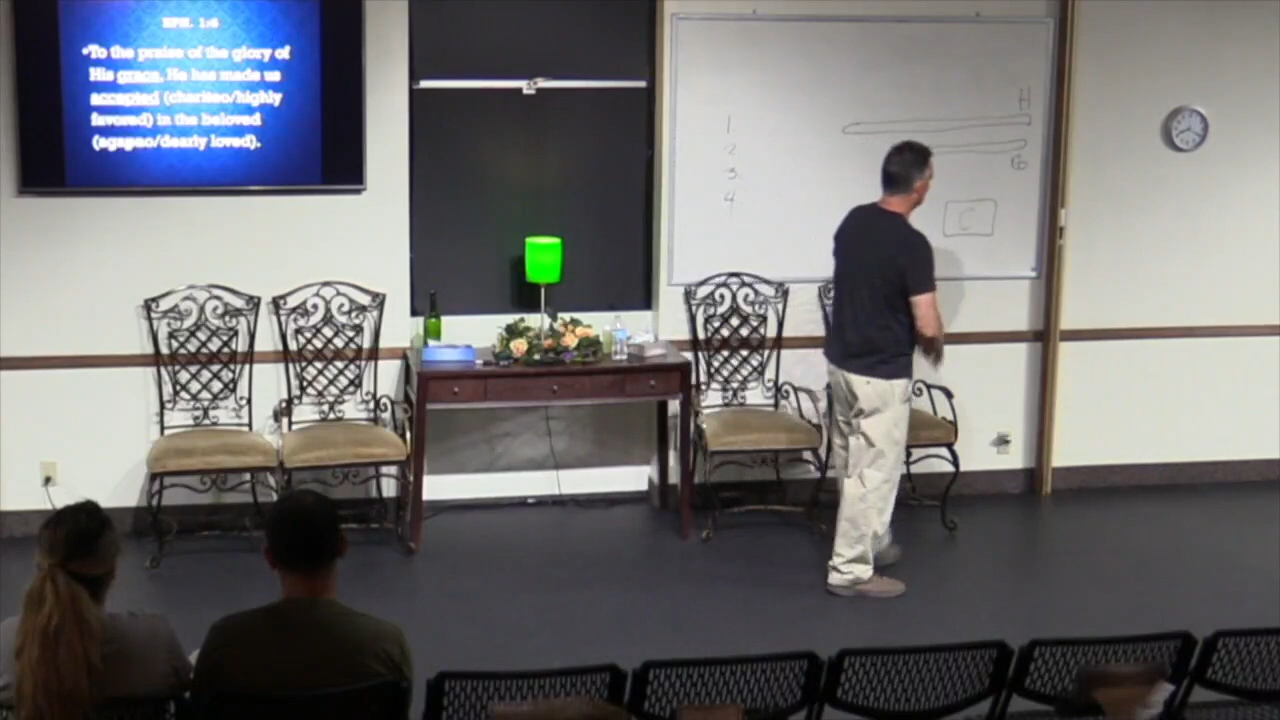 EPH. 1:6
•To the praise of the glory of
His grace, He has made us
accepted (charitao/highly
favored) in the beloved
(agapao/dearly loved).
H
1
2
G
3
4
C